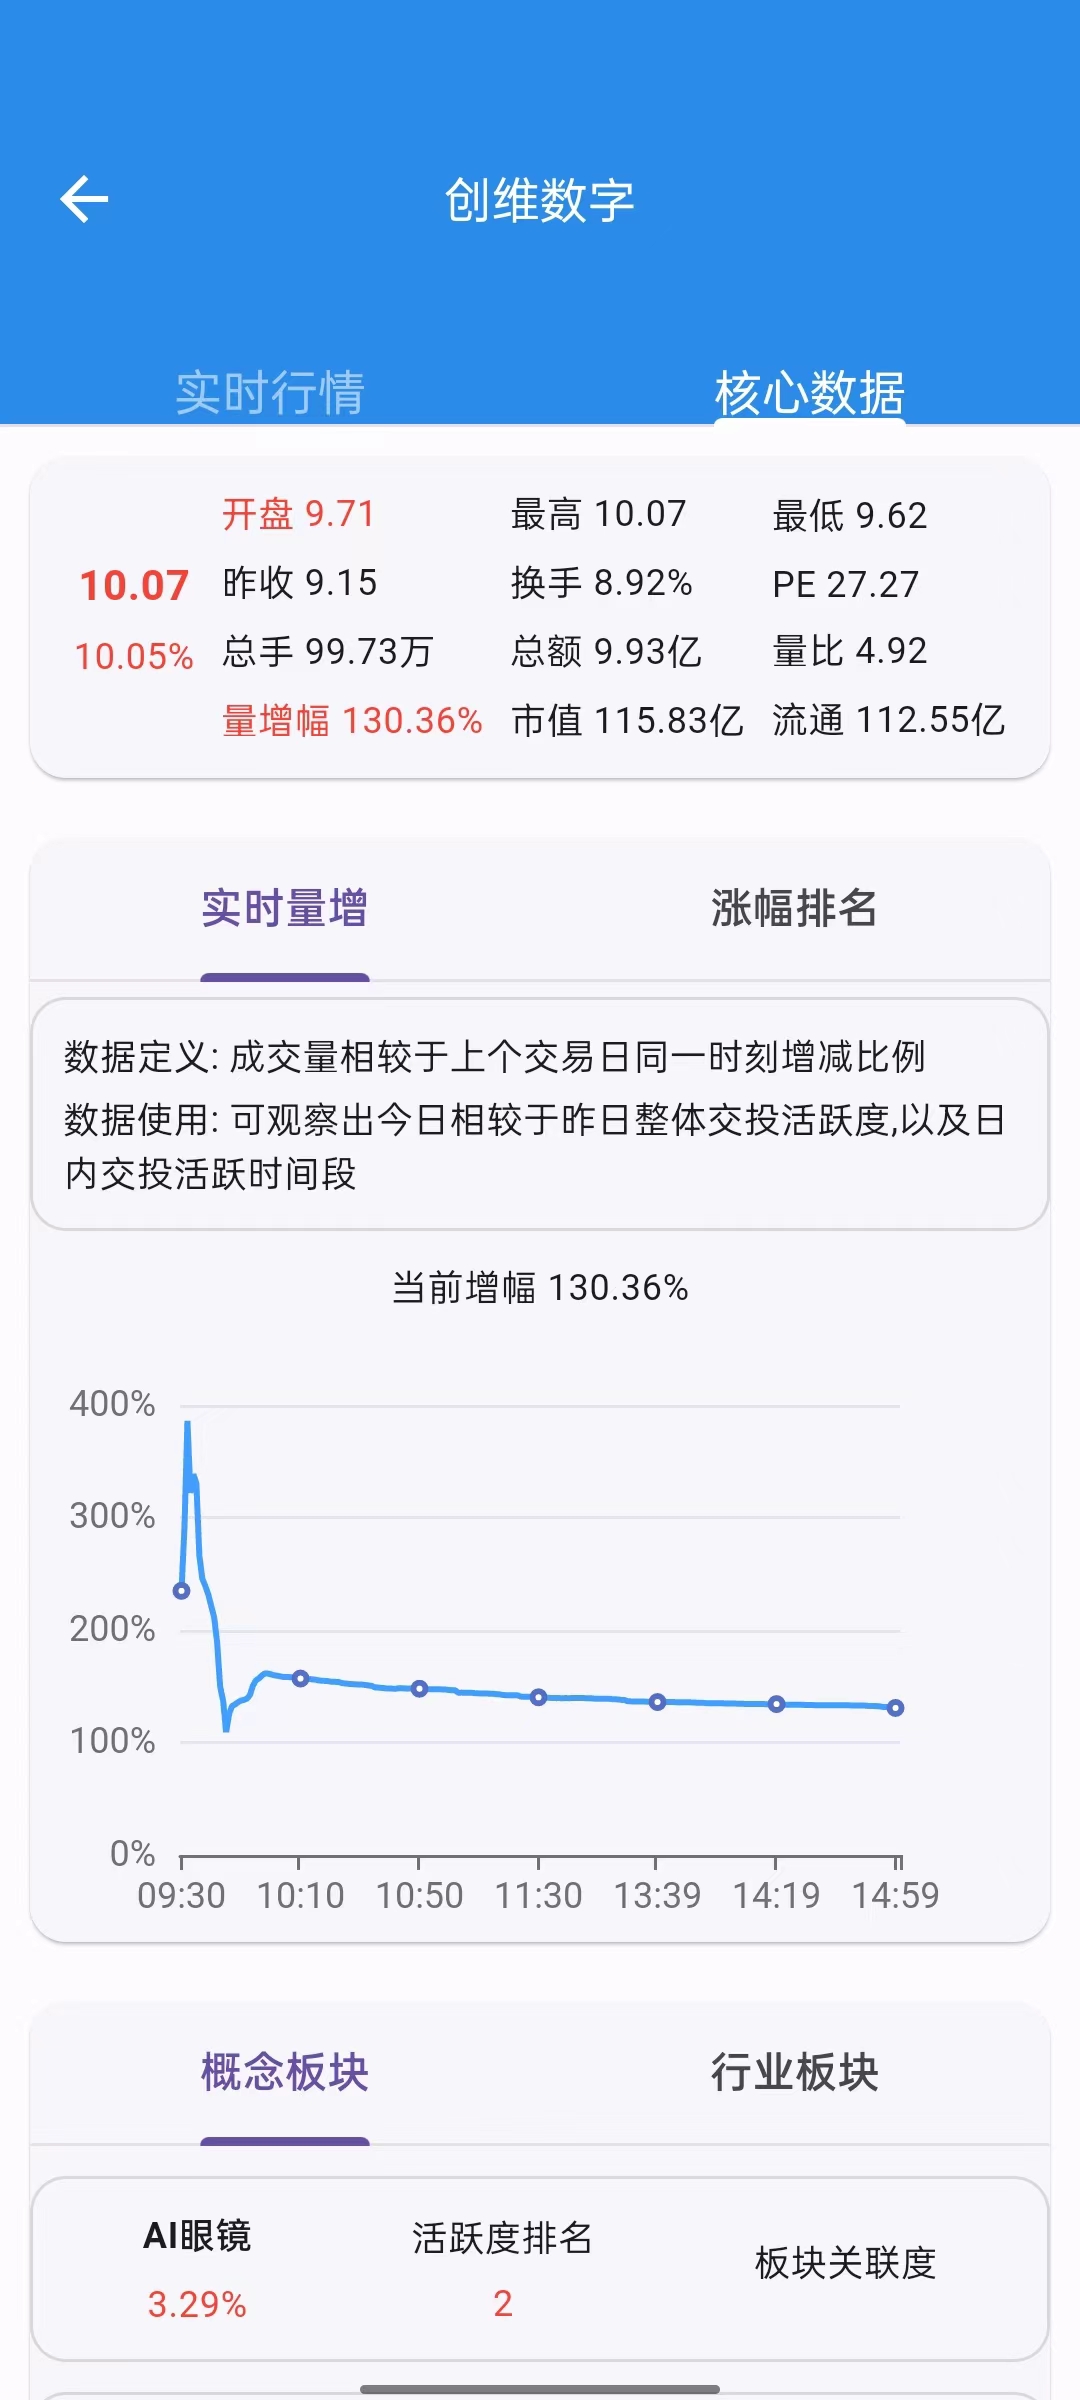 创维数字
实时行情 核心数据
开盘 9.71 最高 10.07 最低 9.62
10.07 昨收 9.15 换手 8.92% PE 27.27
10.05% 总手 99.73万 总额 9.93亿 量比 4.92
量增幅 130.36% 市值 115.83亿 流通 112.55亿
实时量增 涨幅排名
数据定义: 成交量相较于上个交易日同一时刻增减比例
数据使用: 可观察出今日相较于昨日整体交投活跃度,以及日
内交投活跃时间段
当前增幅 130.36%
400%
300%
200%
100%
0%
09:30 10:10 10:50 11:30 13:39 14:19 14:59
概念板块 行业板块
AI眼镜 活跃度排名 板块关联度
3.29% 2